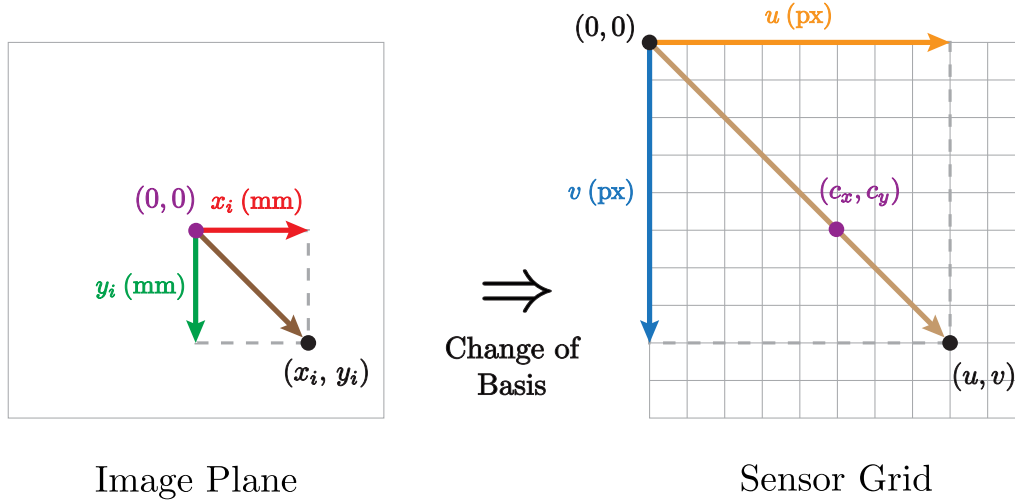 (0, 0)
x_i (mm)
y_i (mm)
(x_i, y_i)
Image Plane
⇒
Change of
Basis
(0, 0)
u (px)
v (px)
(c_x, c_y)
(u, v)
Sensor Grid